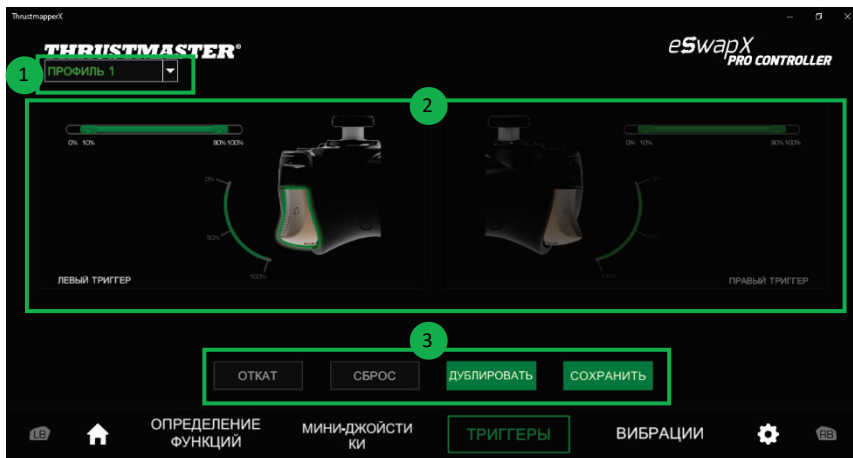 ThrustmapperX
THRUSTMASTER®
eSwapX
PRO CONTROLLER
1
ПРОФИЛЬ 1
2
0% 10% 90% 100%
0% 10% 90% 100%
0%
50%
100%
ЛЕВЫЙ ТРИГГЕР
ПРАВЫЙ ТРИГГЕР
3
ОТКАТ
СБРОС
ДУБЛИРОВАТЬ
СОХРАНИТЬ
LB
ОПРЕДЕЛЕНИЕ
ФУНКЦИЙ
МИНИ-ДЖОЙСТИ
КИ
ТРИГГЕРЫ
ВИБРАЦИИ
RB